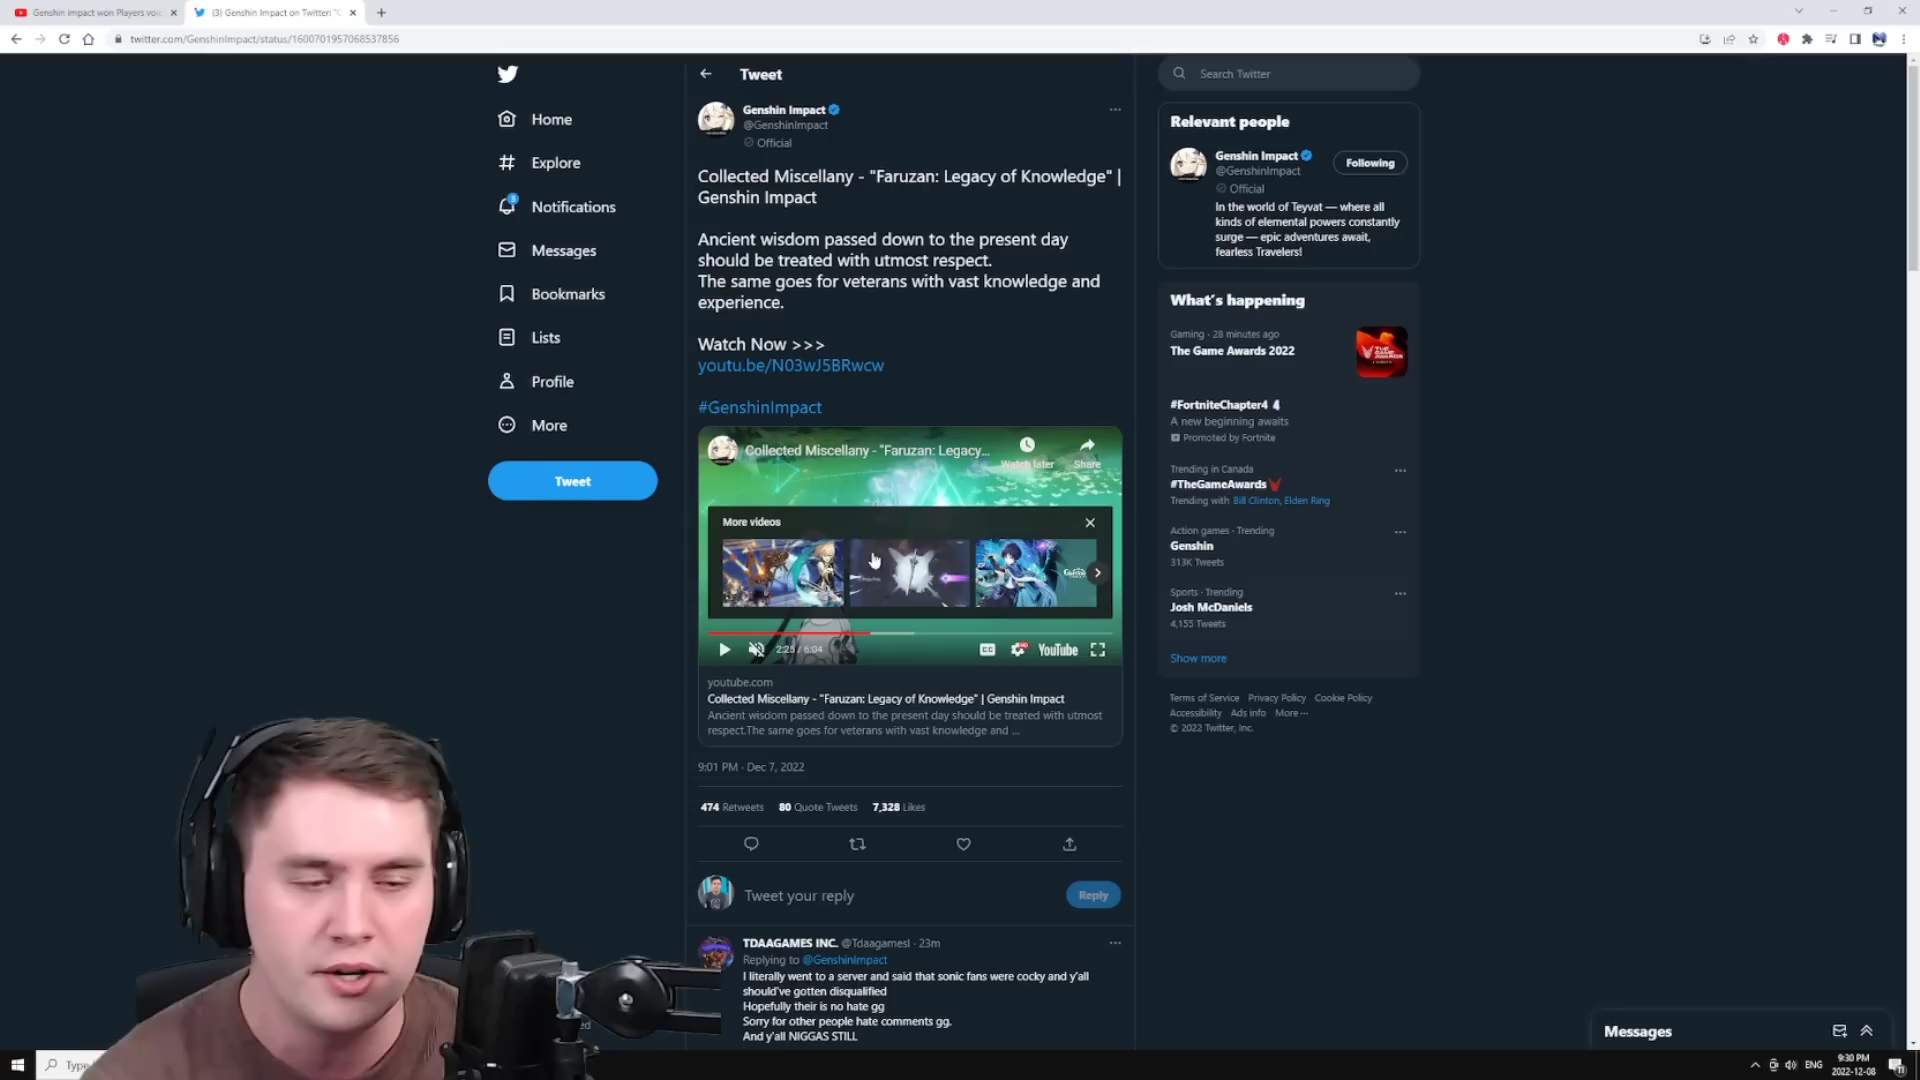 Genshin impact won Players voic
(3) Genshin Impact on Twitter: "C
twitter.com/GenshinImpact/status/1600701957068537856
Home
Explore
3
Notifications
Messages
Bookmarks
Lists
Profile
More
Tweet
Tweet
Genshin Impact
@GenshinImpact
Official
Collected Miscellany - "Faruzan: Legacy of Knowledge" |
Genshin Impact
Ancient wisdom passed down to the present day
should be treated with utmost respect.
The same goes for veterans with vast knowledge and
experience.
Watch Now >>>
youtu.be/N03wJ5BRwcw
#GenshinImpact
Collected Miscellany - "Faruzan: Legacy...
Watch later
Share
More videos
2:25 / 6:04
CC
HD
YouTube
youtube.com
Collected Miscellany - "Faruzan: Legacy of Knowledge" | Genshin Impact
Ancient wisdom passed down to the present day should be treated with utmost
respect.The same goes for veterans with vast knowledge and ...
9:01 PM · Dec 7, 2022
474 Retweets 80 Quote Tweets 7,328 Likes
Tweet your reply
Reply
TDAAGAMES INC. @TdaagamesI · 23m
Replying to @GenshinImpact
I literally went to a server and said that sonic fans were cocky and y'all
should've gotten disqualified
Hopefully their is no hate gg
Sorry for other people hate comments gg.
And y'all NIGGAS STILL
Search Twitter
Relevant people
Genshin Impact
@GenshinImpact
Official
Following
In the world of Teyvat — where all
kinds of elemental powers constantly
surge — epic adventures await,
fearless Travelers!
What's happening
Gaming · 28 minutes ago
The Game Awards 2022
THE GAME AWARDS
#FortniteChapter4
A new beginning awaits
Promoted by Fortnite
Trending in Canada
#TheGameAwards
Trending with Bill Clinton, Elden Ring
Action games · Trending
Genshin
313K Tweets
Sports · Trending
Josh McDaniels
4,155 Tweets
Show more
Terms of Service Privacy Policy Cookie Policy
Accessibility Ads info More ···
© 2022 Twitter, Inc.
Messages
Type
ENG
9:30 PM
2022-12-08